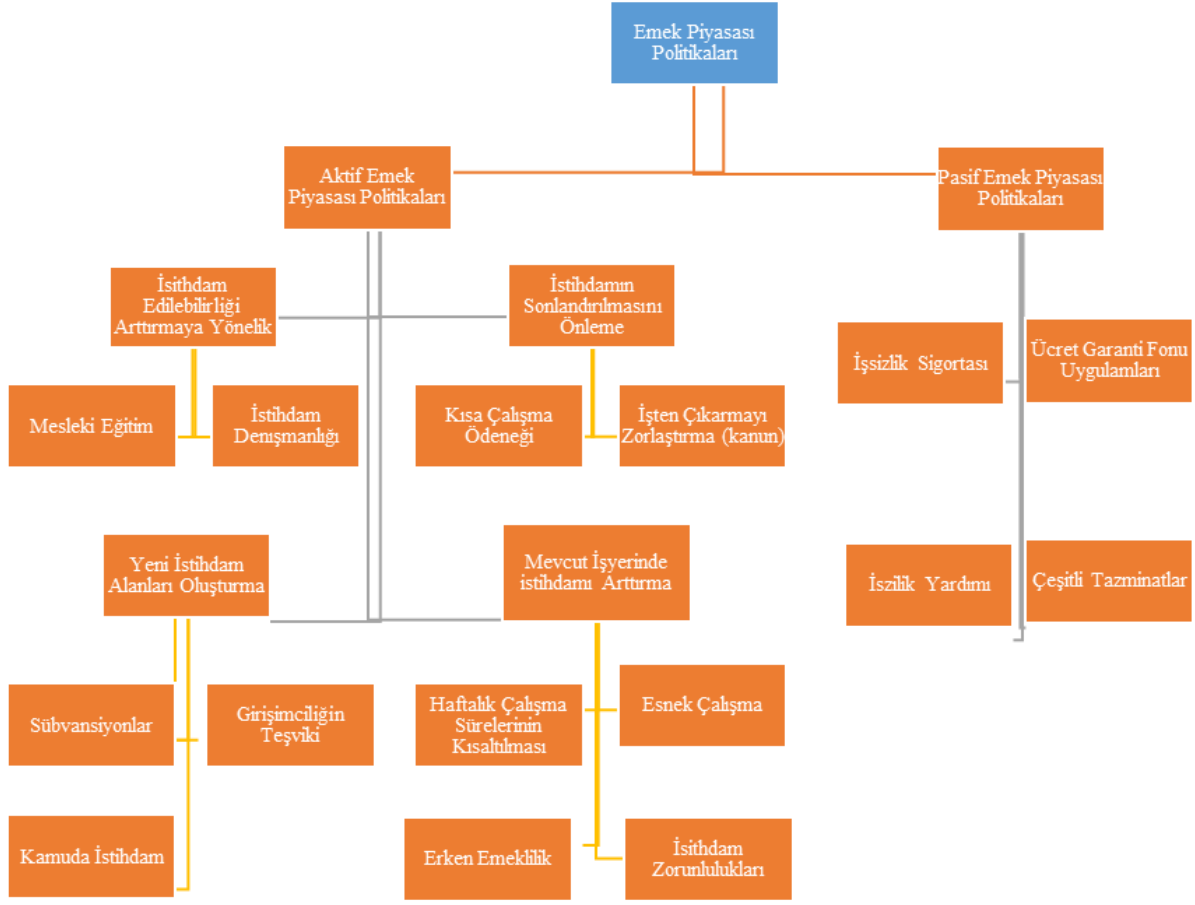 Emek Piyasası
Politikaları
Aktif Emek
Piyasası Politikaları
Pasif Emek Piyasası
Politikaları
İsithdam
Edilebilirliği
Arttırmaya Yönelik
İstihdamın
Sonlandırılmasını
Önleme
İşsizlik Sigortası
Ücret Garanti Fonu
Uygulamları
Mesleki Eğitim
İstihdam
Denışmanlığı
Kısa Çalışma
Ödeneği
İşten Çıkarmayı
Zorlaştırma (kanun)
Yeni İstihdam
Alanları Oluşturma
Mevcut İşyerinde
istihdamı Arttırma
İszilik Yardımı
Çeşitli Tazminatlar
Sübvansiyonlar
Girişimciliğin
Teşviki
Haftalık Çalışma
Sürelerinin
Kısaltılması
Esnek Çalışma
Kamuda İstihdam
Erken Emeklilik
İsithdam
Zorunlulukları